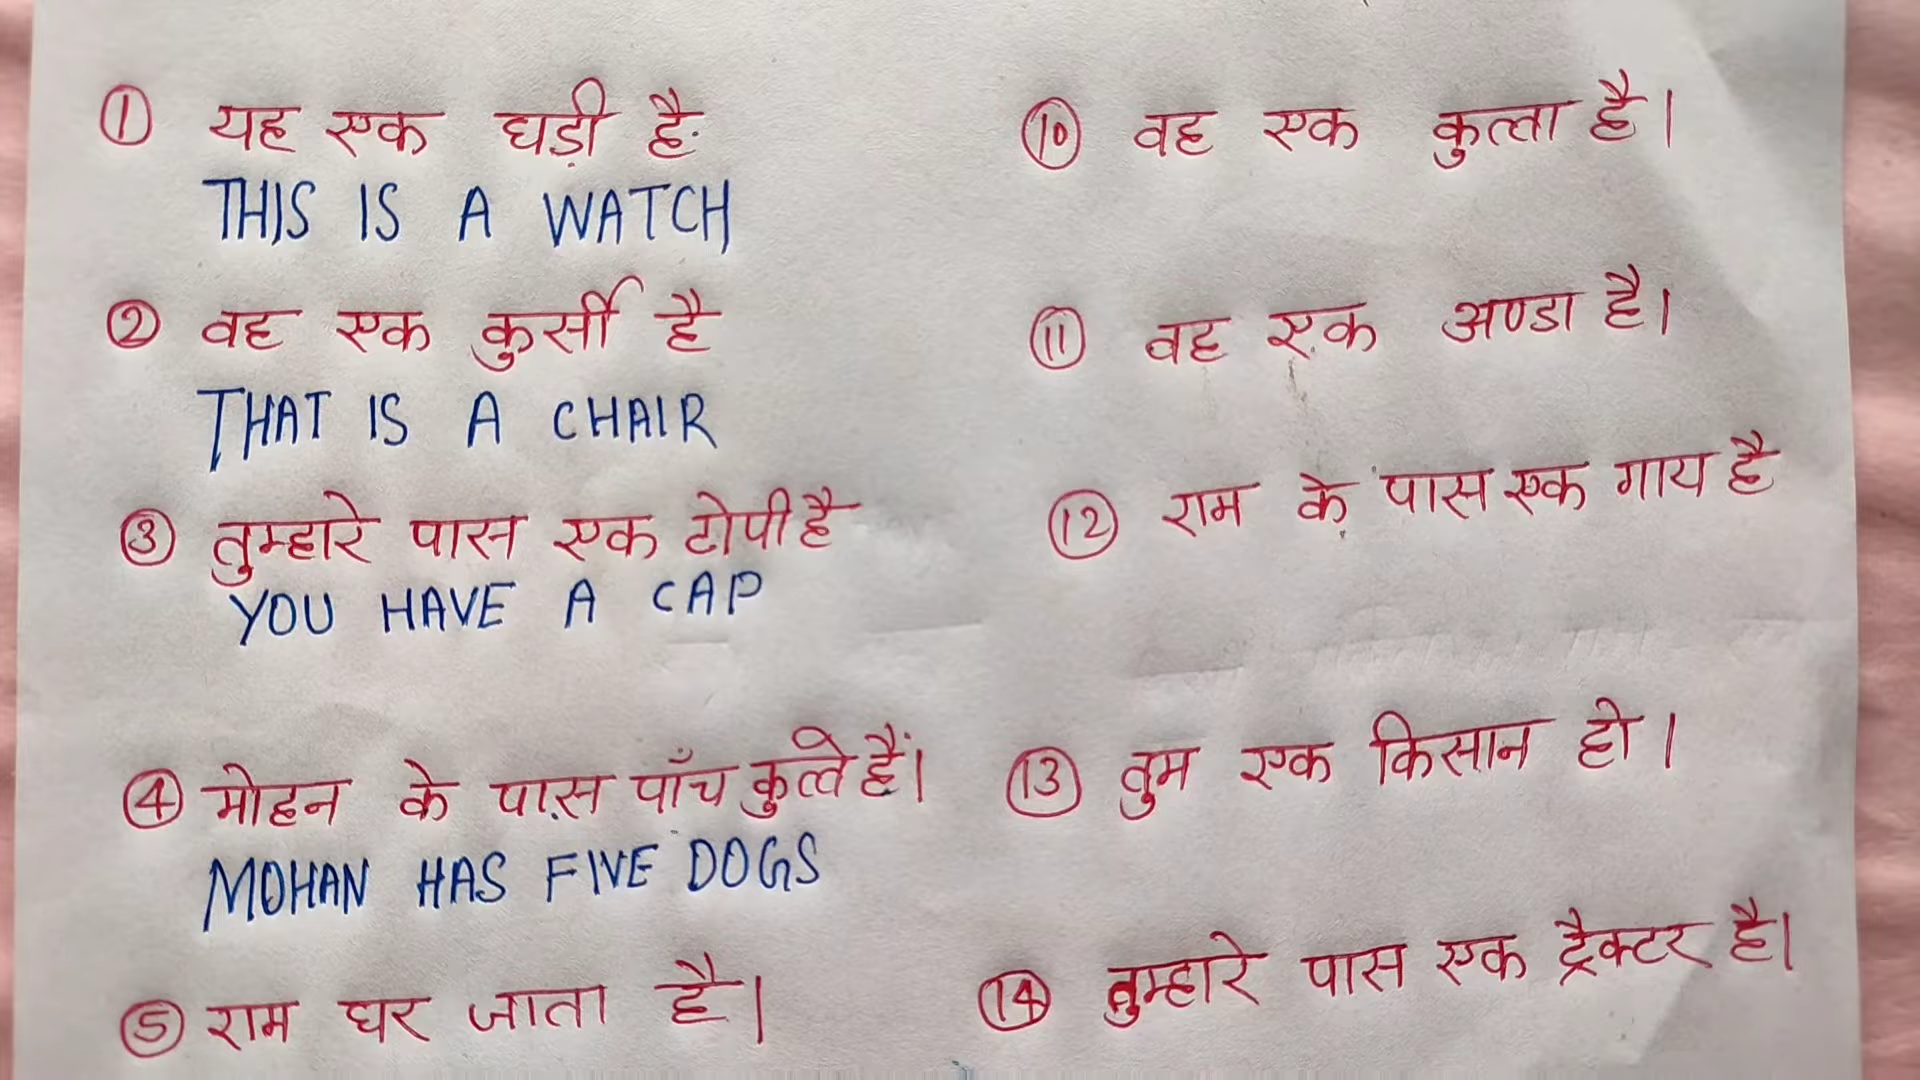 ① यह एक घड़ी है.
THIS IS A WATCH
② वह एक कुर्सी है
THAT IS A CHAIR
③ तुम्हारे पास एक टोपी है
YOU HAVE A CAP
④ मोहन के पास पाँच कुत्ते हैं।
MOHAN HAS FIVE DOGS
⑤ राम घर जाता है।
⑩ वह एक कुत्ता है।
⑪ वह एक अण्डा है।
⑫ राम के पास एक गाय है
⑬ तुम एक किसान हो।
⑭ तुम्हारे पास एक ट्रैक्टर है।